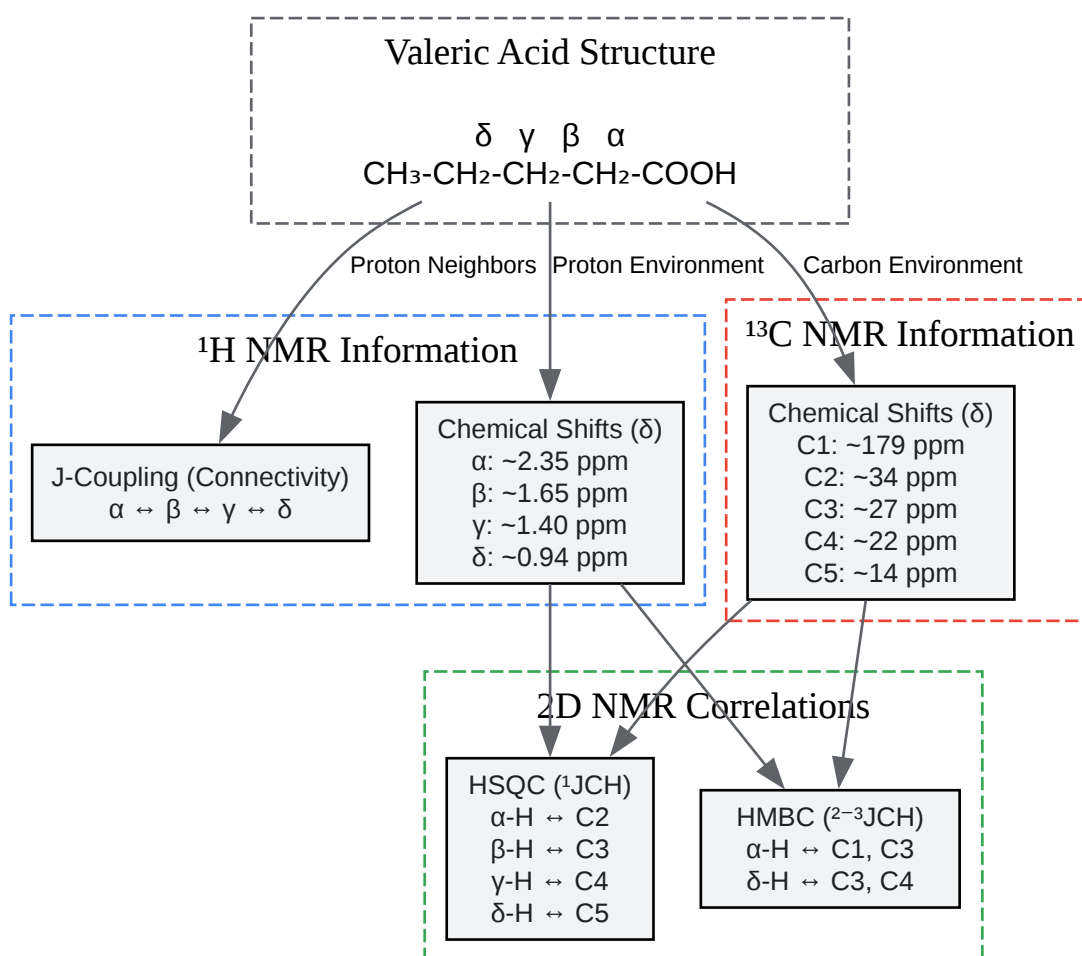 Valeric Acid Structure
δ γ β α
CH₃-CH₂-CH₂-CH₂-COOH
Proton Neighbors
Proton Environment
Carbon Environment
¹H NMR Information
J-Coupling (Connectivity)
α ↔ β ↔ γ ↔ δ
Chemical Shifts (δ)
α: ~2.35 ppm
β: ~1.65 ppm
γ: ~1.40 ppm
δ: ~0.94 ppm
¹³C NMR Information
Chemical Shifts (δ)
C1: ~179 ppm
C2: ~34 ppm
C3: ~27 ppm
C4: ~22 ppm
C5: ~14 ppm
2D NMR Correlations
HSQC (¹JCH)
α-H ↔ C2
β-H ↔ C3
γ-H ↔ C4
δ-H ↔ C5
HMBC (²⁻³JCH)
α-H ↔ C1, C3
δ-H ↔ C3, C4